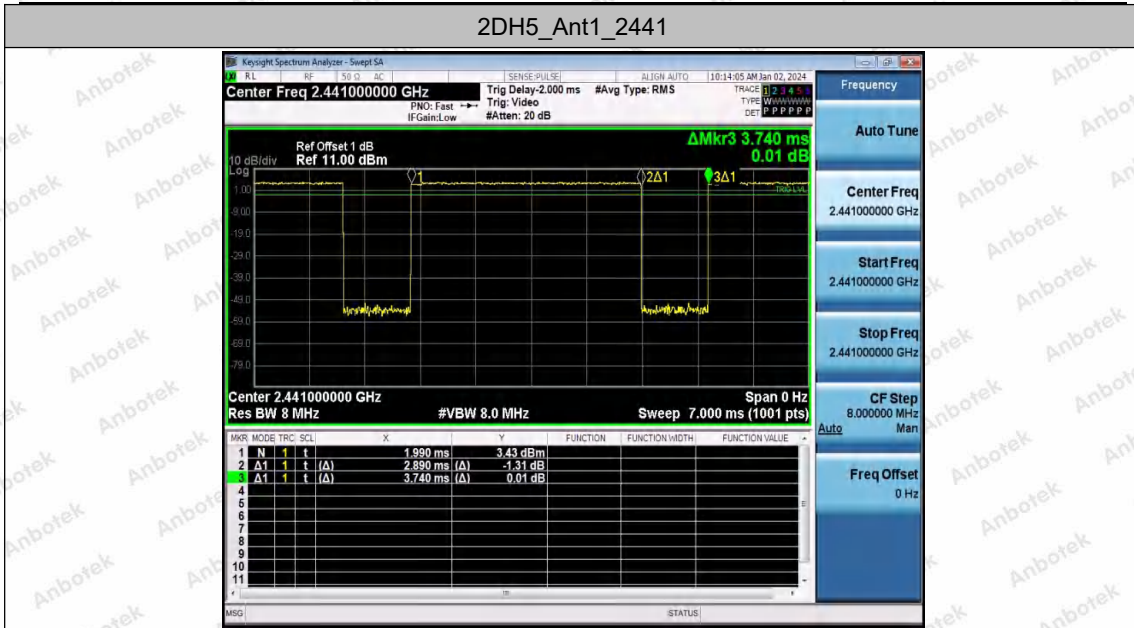 2DH5_Ant1_2441
Keysight Spectrum Analyzer - Swept SA
RL RF 50 Ω AC SENSE:PULSE ALIGN AUTO 10:14:05 AM Jan 02, 2024
Center Freq 2.441000000 GHz
PNO: Fast
IFGain:Low
Trig Delay-2.000 ms
Trig: Video
#Atten: 20 dB
#Avg Type: RMS
TRACE 1 2 3 4 5
TYPE WWWWWW
DET P P P P P P
ΔMkr3 3.740 ms
0.01 dB
Ref Offset 1 dB
10 dB/div Ref 11.00 dBm
Log
1 2Δ1 3Δ1
TRIG LVL
1.00
-9.00
-19.0
-29.0
-39.0
-49.0
-59.0
-69.0
-79.0
Center 2.441000000 GHz Span 0 Hz
Res BW 8 MHz #VBW 8.0 MHz Sweep 7.000 ms (1001 pts)
MKR MODE TRC SCL X Y FUNCTION FUNCTION WIDTH FUNCTION VALUE
1 N 1 t 1.990 ms 3.43 dBm
2 Δ1 1 t (Δ) 2.890 ms (Δ) -1.31 dB
3 Δ1 1 t (Δ) 3.740 ms (Δ) 0.01 dB
4
5
6
7
8
9
10
11
MSG STATUS
Frequency
Auto Tune
Center Freq
2.441000000 GHz
Start Freq
2.441000000 GHz
Stop Freq
2.441000000 GHz
CF Step
8.000000 MHz
Auto Man
Freq Offset
0 Hz
Anbotek